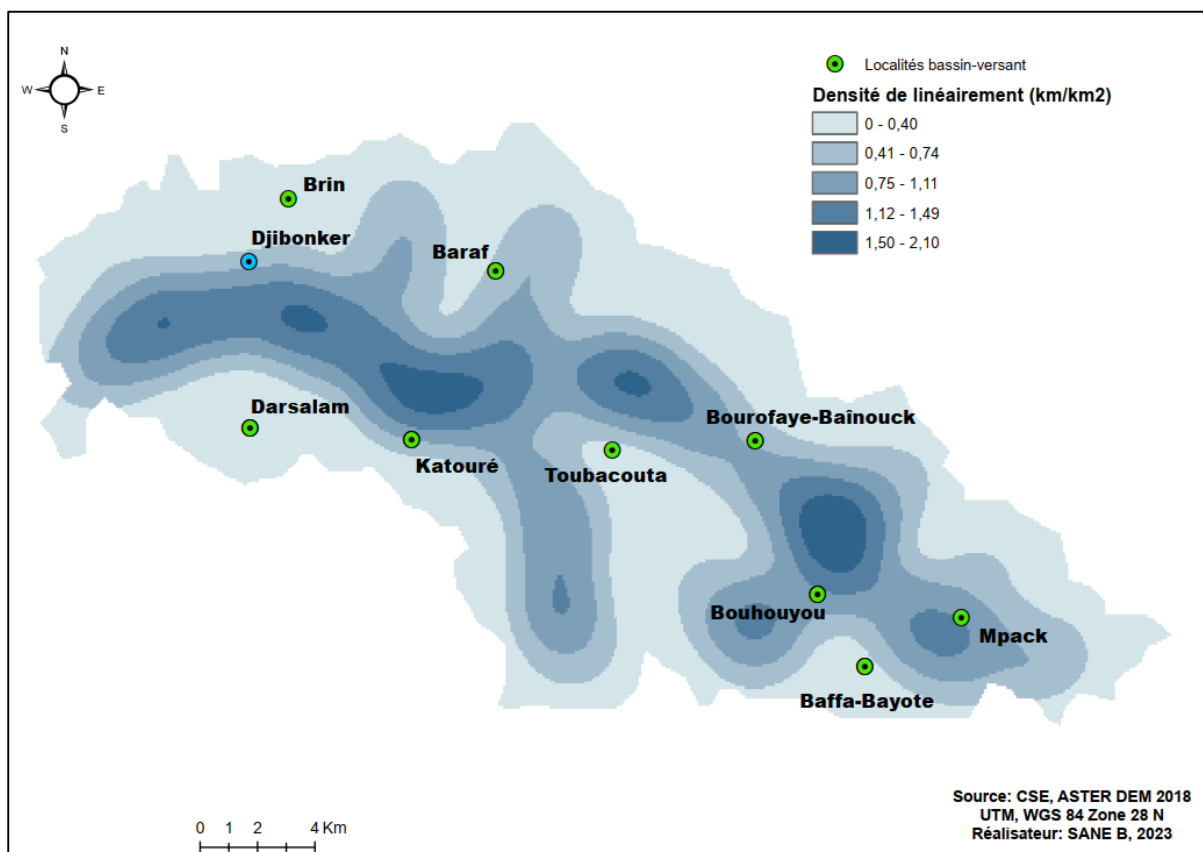 N
W E
S
Localités bassin-versant
Densité de linéairement (km/km2)
0 - 0,40
0,41 - 0,74
0,75 - 1,11
1,12 - 1,49
1,50 - 2,10
Brin
Djibonker
Baraf
Darsalam
Katouré
Toubacouta
Bourofaye-Baînouck
Bouhouyou
Mpack
Baffa-Bayote
0 1 2 4 Km
Source: CSE, ASTER DEM 2018
UTM, WGS 84 Zone 28 N
Réalisateur: SANE B, 2023